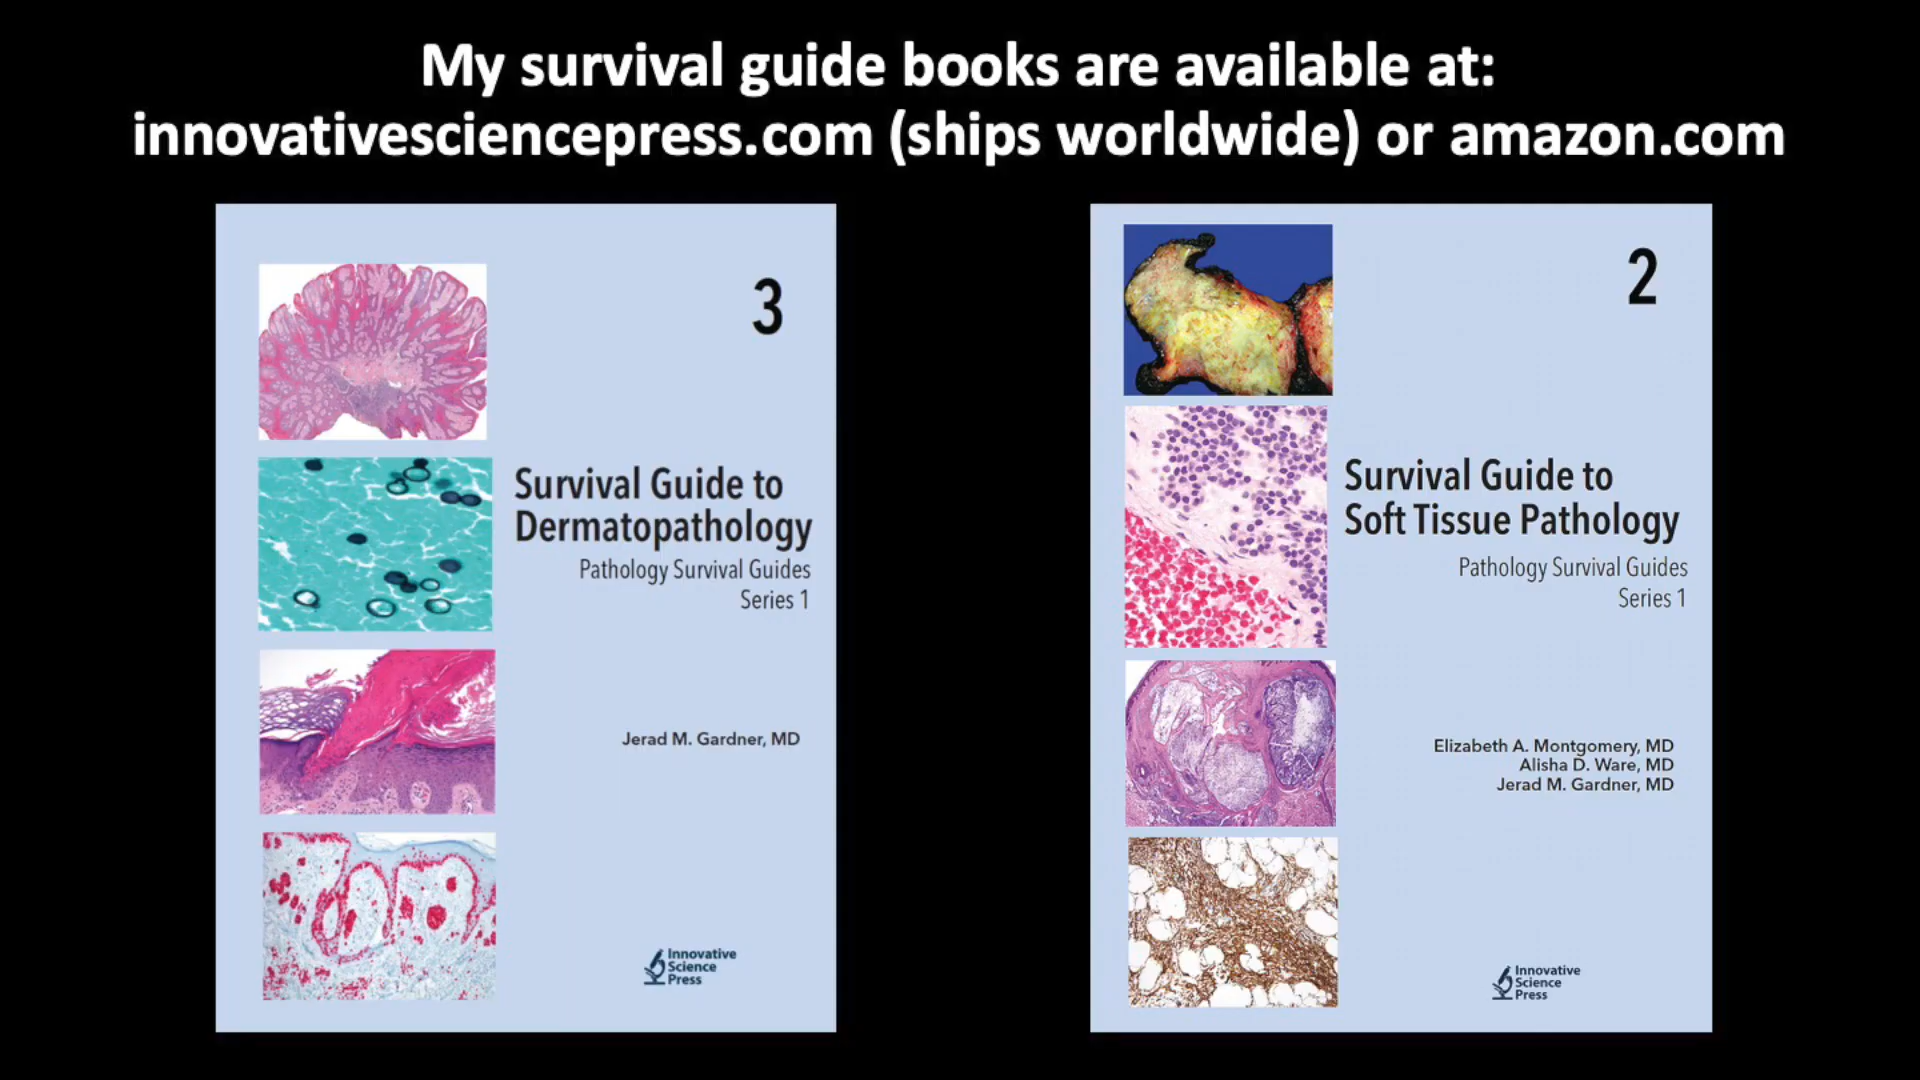 My survival guide books are available at:
innovativesciencepress.com (ships worldwide) or amazon.com
3
Survival Guide to
Dermatopathology
Pathology Survival Guides
Series 1
Jerad M. Gardner, MD
Innovative
Science
Press
2
Survival Guide to
Soft Tissue Pathology
Pathology Survival Guides
Series 1
Elizabeth A. Montgomery, MD
Alisha D. Ware, MD
Jerad M. Gardner, MD
Innovative
Science
Press